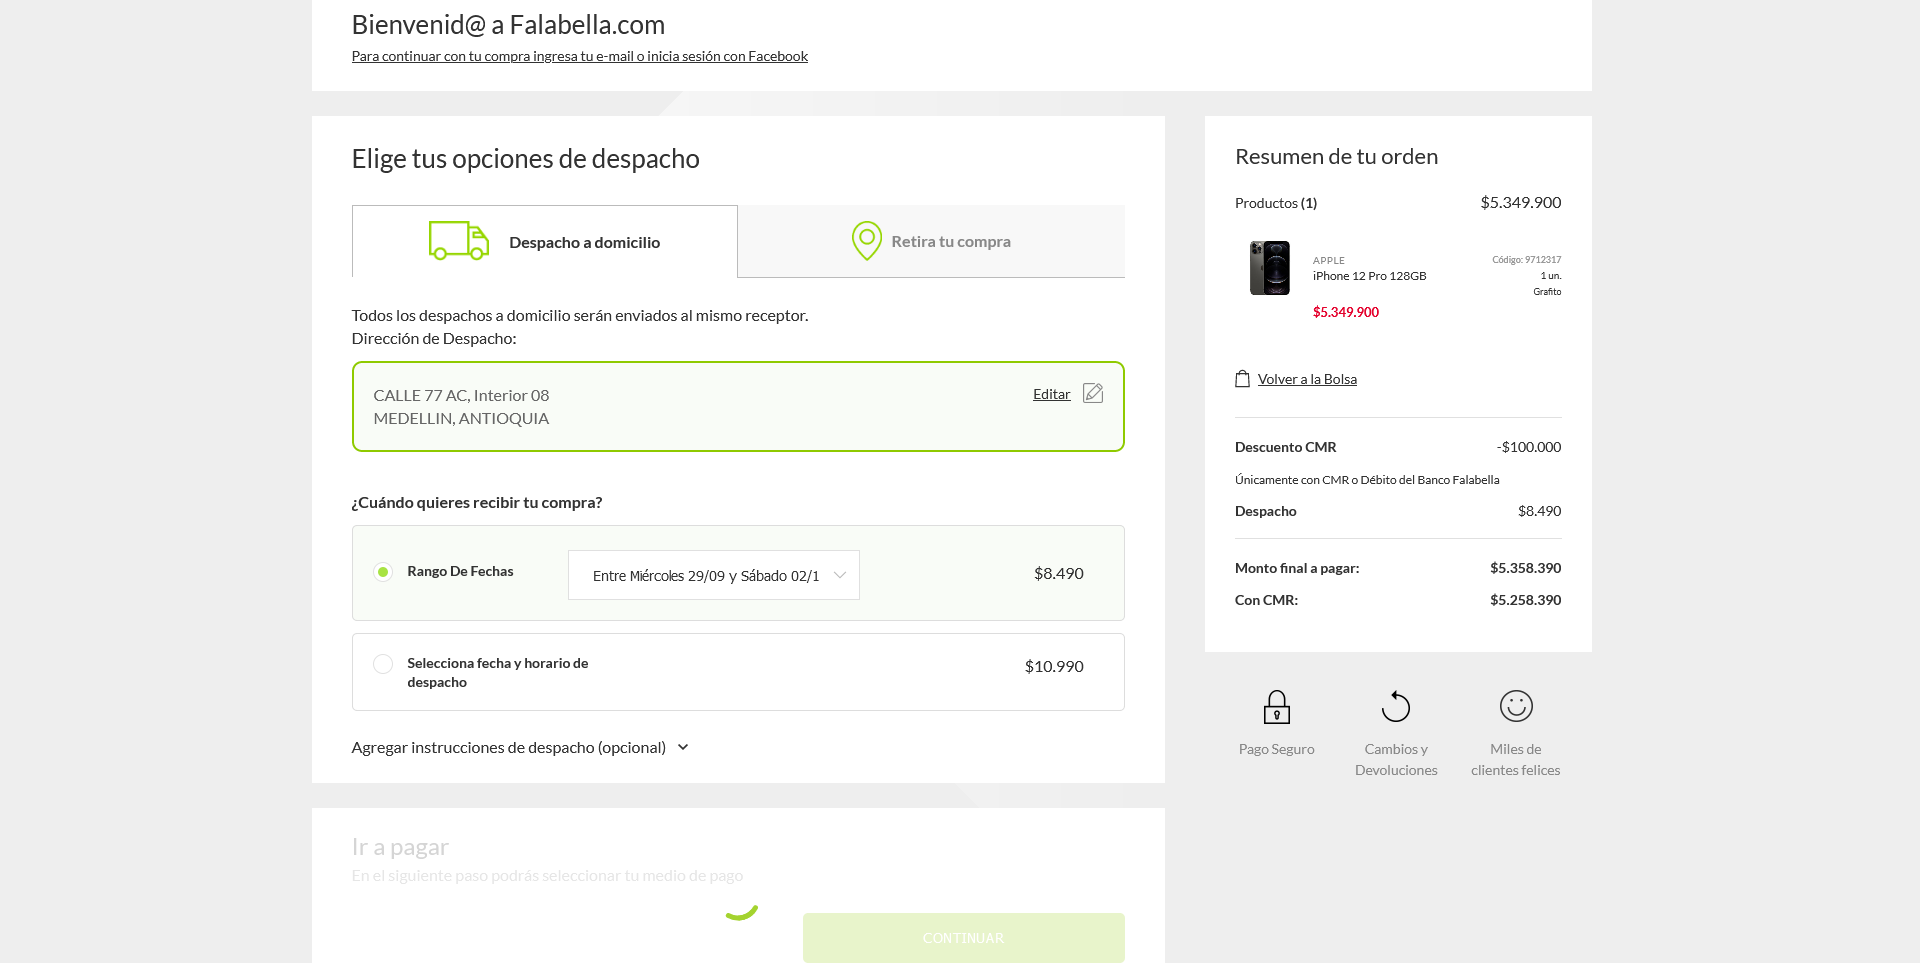 Bienvenid@ a Falabella.com
Para continuar con tu compra ingresa tu e-mail o inicia sesión con Facebook
Elige tus opciones de despacho
Despacho a domicilio
Retira tu compra
Todos los despachos a domicilio serán enviados al mismo receptor.
Dirección de Despacho:
CALLE 77 AC, Interior 08
MEDELLIN, ANTIOQUIA
Editar
¿Cuándo quieres recibir tu compra?
Rango De Fechas
Entre Miércoles 29/09 y Sábado 02/1
$8.490
Selecciona fecha y horario de
despacho
$10.990
Agregar instrucciones de despacho (opcional)
Ir a pagar
En el siguiente paso podrás seleccionar tu medio de pago
CONTINUAR
Resumen de tu orden
Productos (1) $5.349.900
APPLE
iPhone 12 Pro 128GB
$5.349.900
Código: 9712317
1 un.
Grafito
Volver a la Bolsa
Descuento CMR -$100.000
Únicamente con CMR o Débito del Banco Falabella
Despacho $8.490
Monto final a pagar: $5.358.390
Con CMR: $5.258.390
Pago Seguro
Cambios y
Devoluciones
Miles de
clientes felices